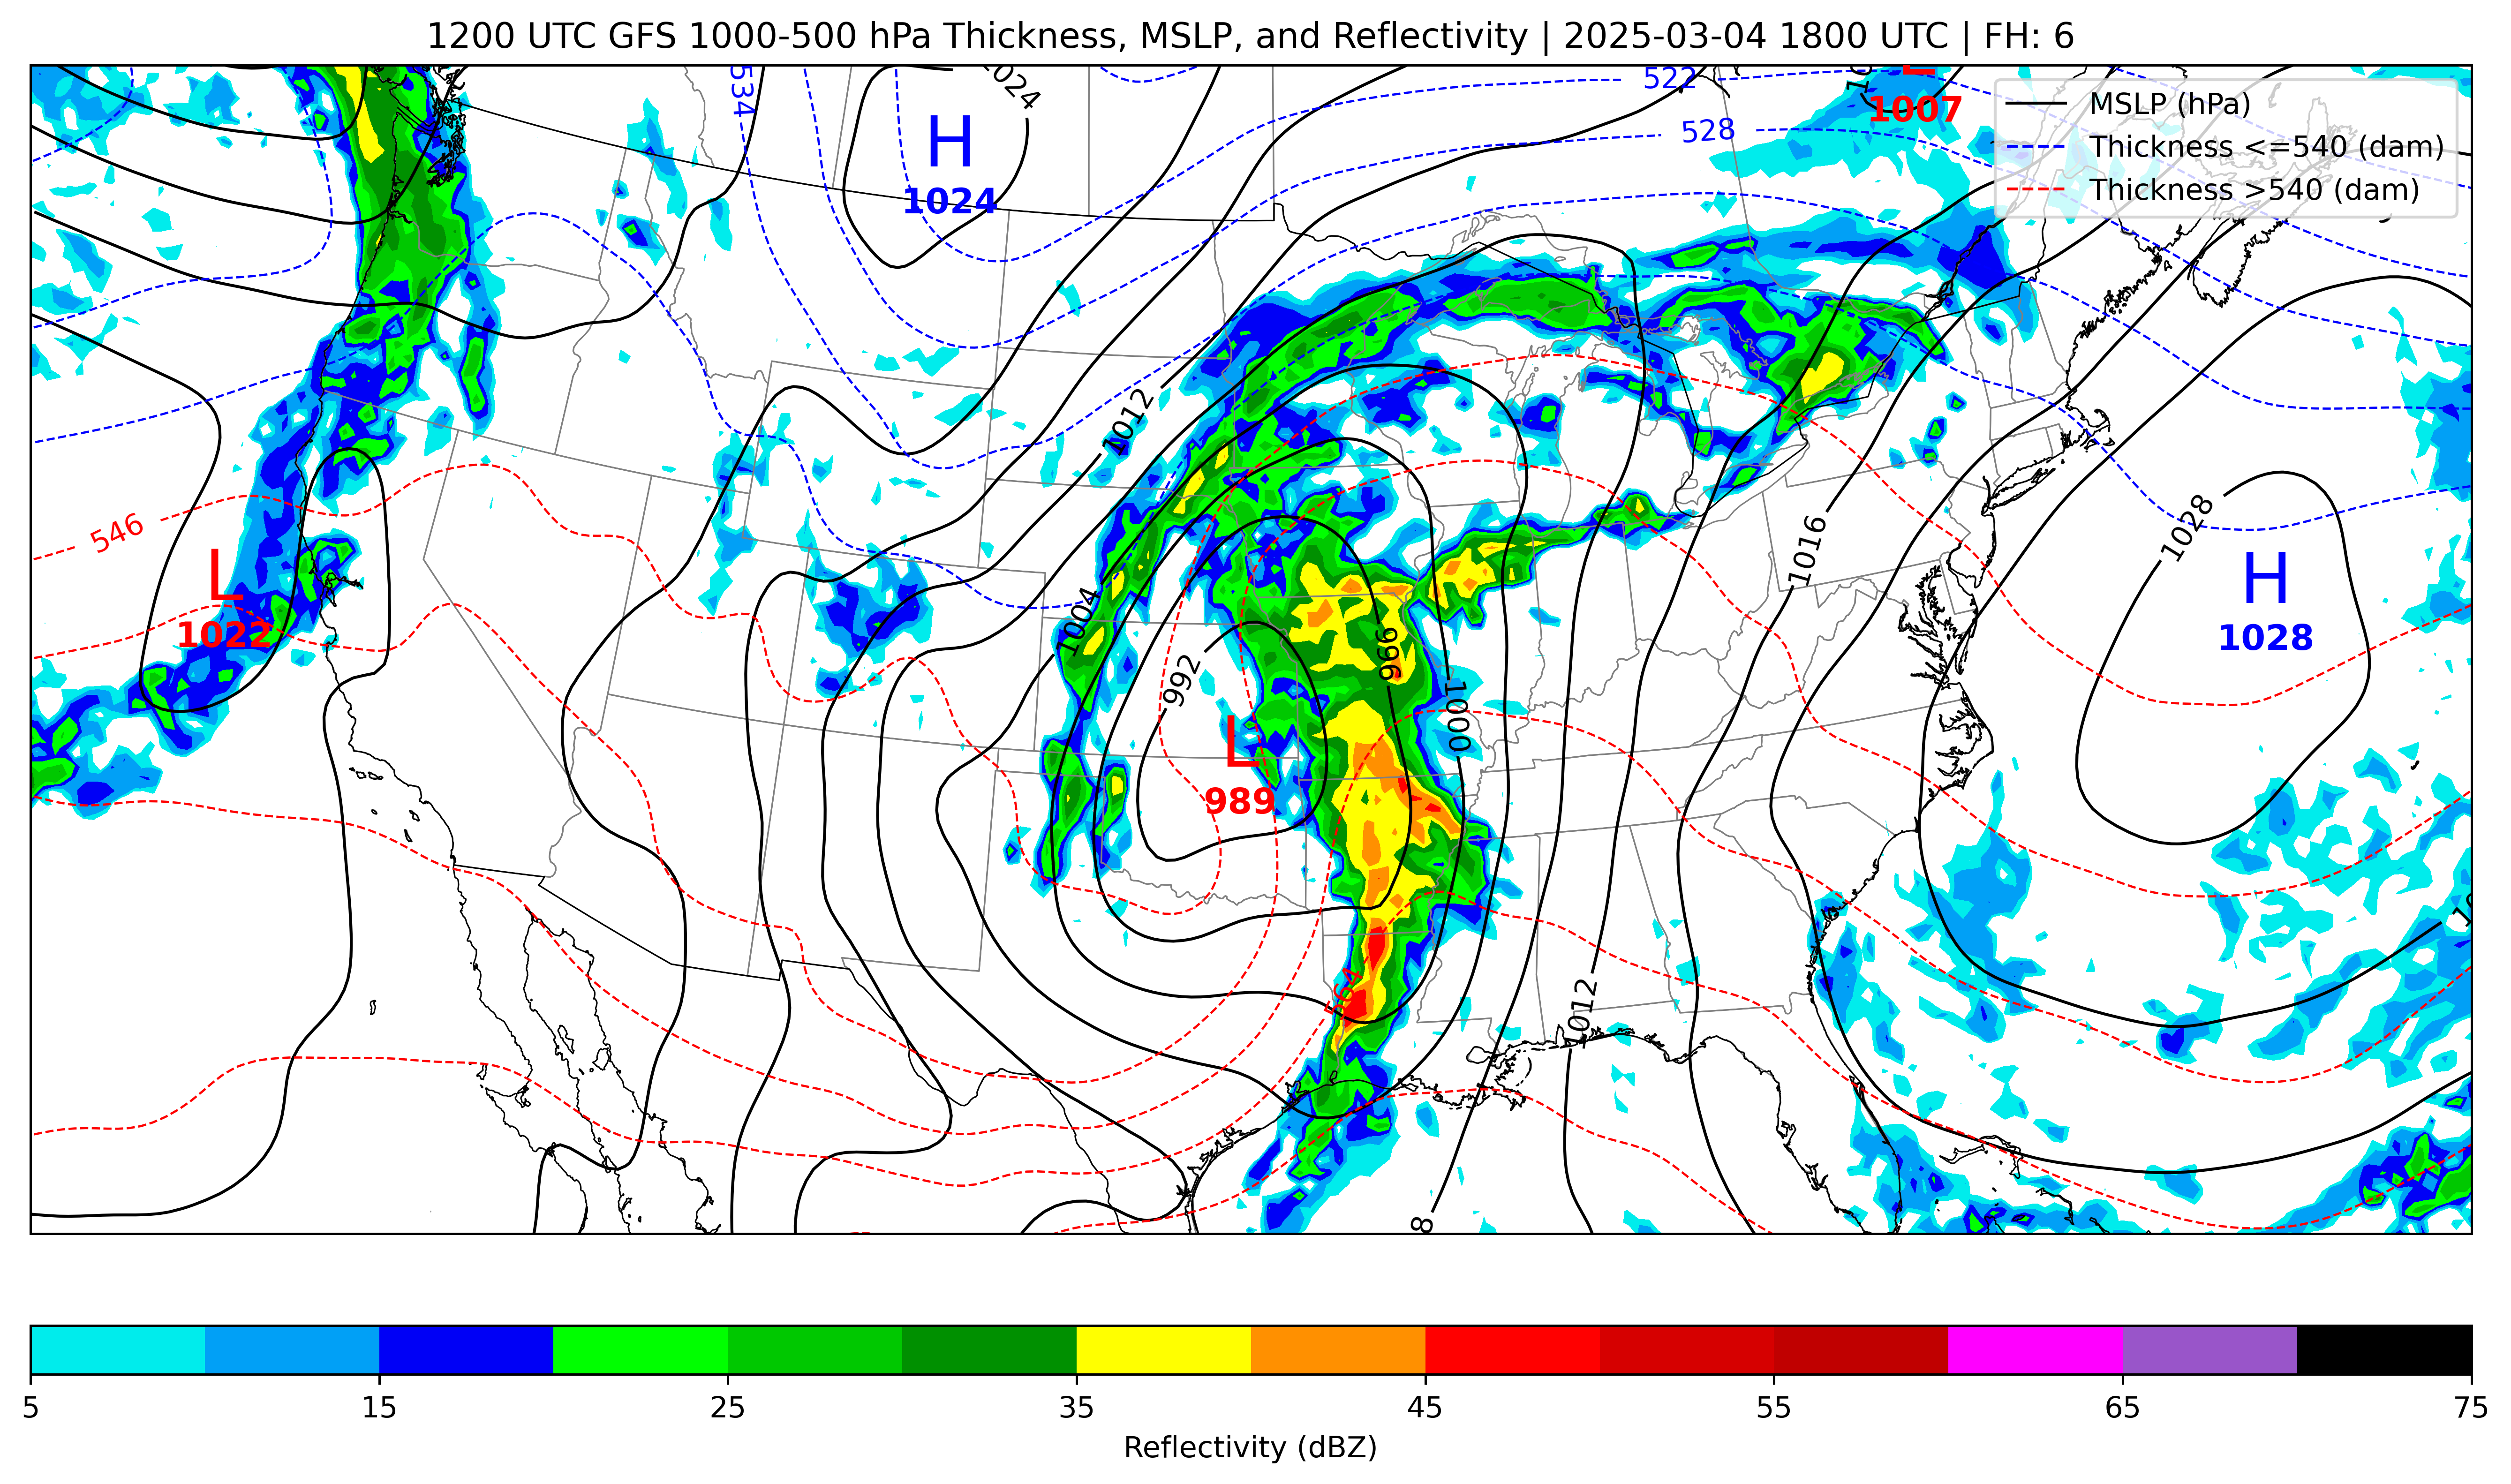 1200 UTC GFS 1000-500 hPa Thickness, MSLP, and Reflectivity | 2025-03-04 1800 UTC | FH: 6
MSLP (hPa)
Thickness <=540 (dam)
Thickness >540 (dam)
534
1024
522
528
L
1007
H
1024
1012
546
L
1022
1004
992
996
1000
L
989
1016
1028
H
1028
564
1012
8
5 15 25 35 45 55 65 75
Reflectivity (dBZ)